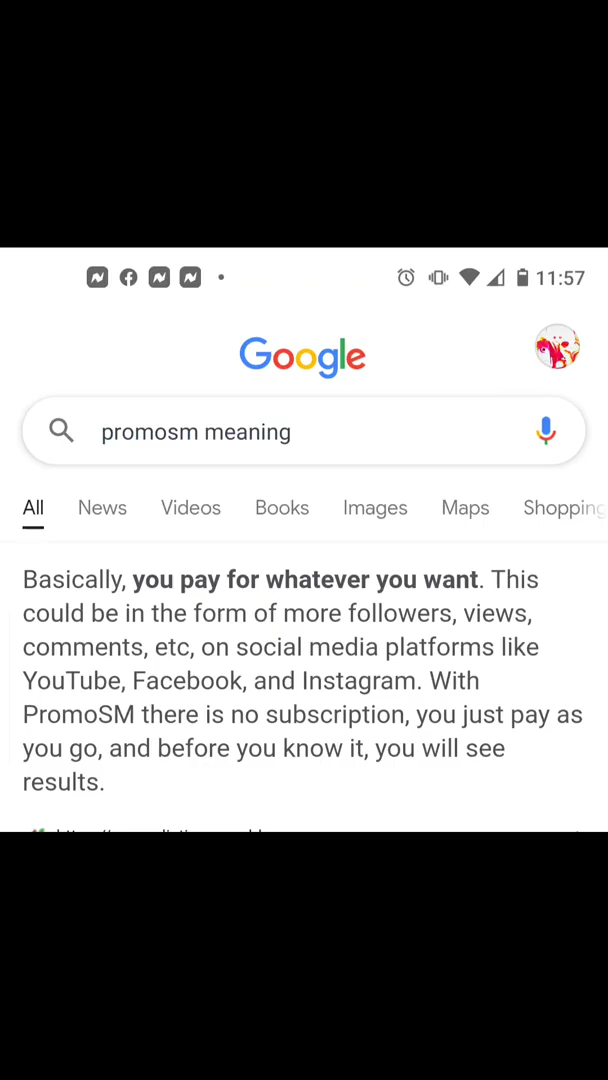 11:57
Google
promosm meaning
All News Videos Books Images Maps Shopping
Basically, you pay for whatever you want. This
could be in the form of more followers, views,
comments, etc, on social media platforms like
YouTube, Facebook, and Instagram. With
PromoSM there is no subscription, you just pay as
you go, and before you know it, you will see
results.